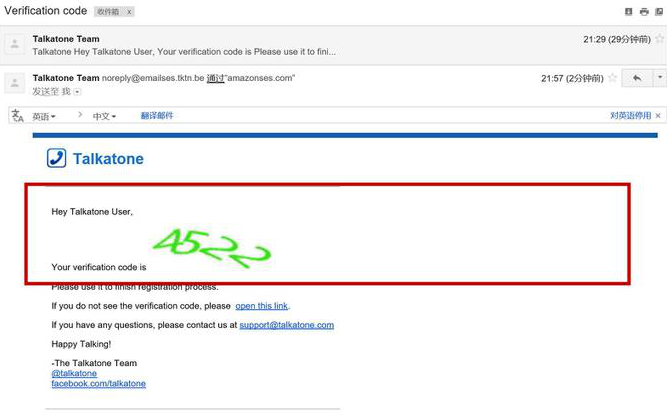 Verification code 收件箱 x
Talkatone Team 21:29 (29分钟前)
Talkatone Hey Talkatone User, Your verification code is Please use it to fini...
Talkatone Team noreply@emailses.tktn.be 通过"amazonses.com" 21:57 (2分钟前)
发送至 我
英语 中文 翻译邮件 对英语停用 x
Talkatone
Hey Talkatone User,
4522
Your verification code is
Please use it to finish registration process.
If you do not see the verification code, please open this link.
If you have any questions, please contact us at support@talkatone.com
Happy Talking!
-The Talkatone Team
@talkatone
facebook.com/talkatone